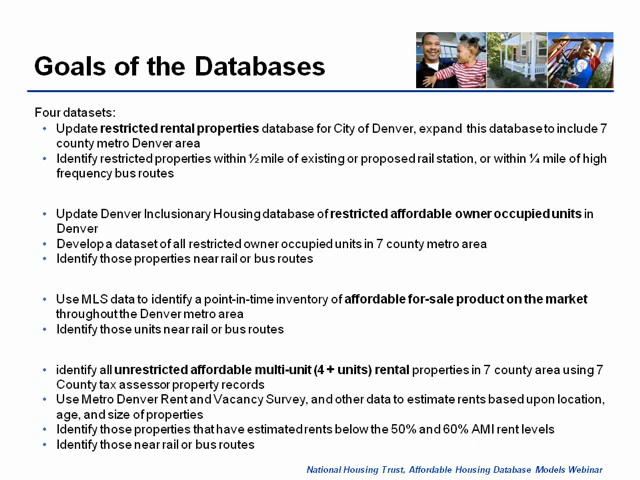 Goals of the Databases
Four datasets:
• Update restricted rental properties database for City of Denver, expand this database to include 7
county metro Denver area
• Identify restricted properties within ½ mile of existing or proposed rail station, or within ¼ mile of high
frequency bus routes
• Update Denver Inclusionary Housing database of restricted affordable owner occupied units in
Denver
• Develop a dataset of all restricted owner occupied units in 7 county metro area
• Identify those properties near rail or bus routes
• Use MLS data to identify a point-in-time inventory of affordable for-sale product on the market
throughout the Denver metro area
• Identify those units near rail or bus routes
• identify all unrestricted affordable multi-unit (4 + units) rental properties in 7 county area using 7
County tax assessor property records
• Use Metro Denver Rent and Vacancy Survey, and other data to estimate rents based upon location,
age, and size of properties
• Identify those properties that have estimated rents below the 50% and 60% AMI rent levels
• Identify those near rail or bus routes
National Housing Trust, Affordable Housing Database Models Webinar